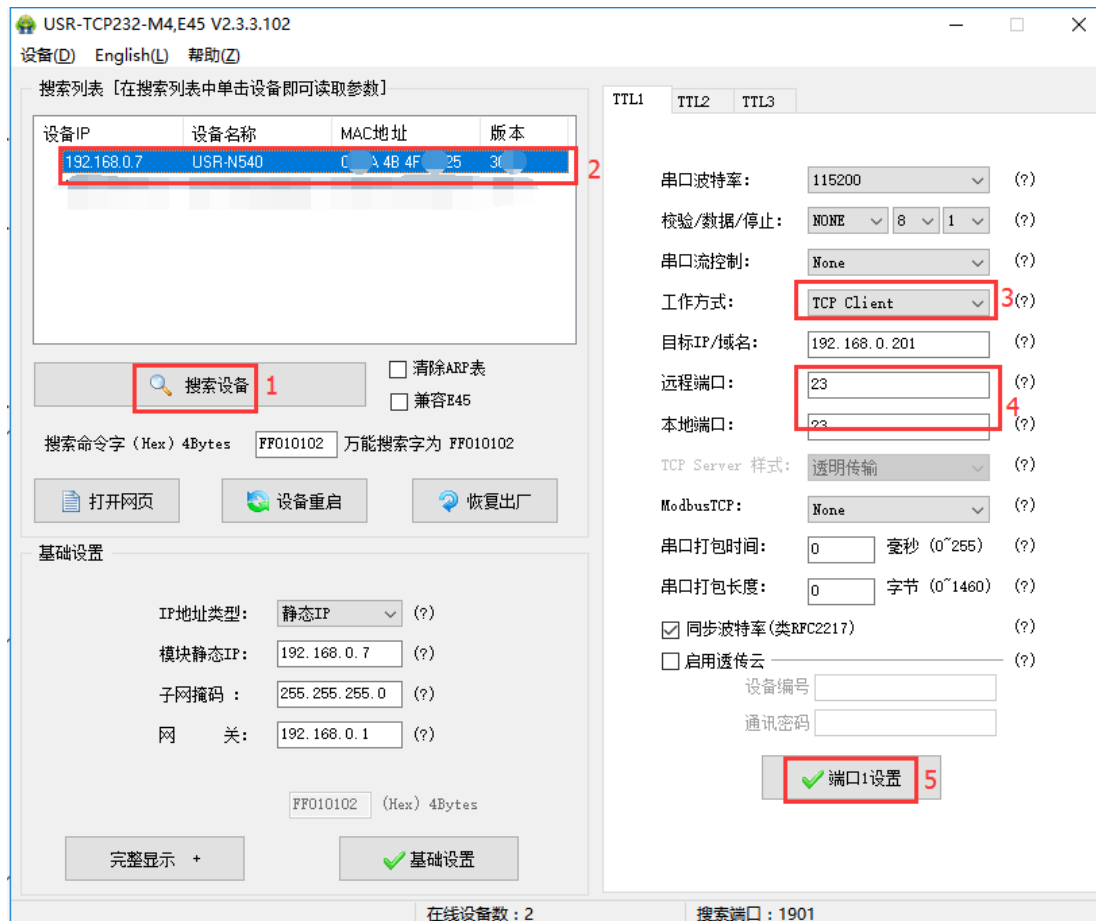 USR-TCP232-M4,E45 V2.3.3.102
设备(D) English(L) 帮助(Z)
搜索列表 [在搜索列表中单击设备即可读取参数]
设备IP 设备名称 MAC地址 版本
192.168.0.7 USR-N540 4B 4F 25
2
搜索设备
1
清除ARP表
兼容E45
搜索命令字 (Hex) 4Bytes FF010102 万能搜索字为 FF010102
打开网页 设备重启 恢复出厂
基础设置
IP地址类型: 静态IP (?)
模块静态IP: 192.168.0.7 (?)
子网掩码 : 255.255.255.0 (?)
网 关: 192.168.0.1 (?)
FF010102 (Hex) 4Bytes
完整显示 + 基础设置
TTL1 TTL2 TTL3
串口波特率: 115200 (?)
校验/数据/停止: NONE 8 1 (?)
串口流控制: None (?)
工作方式: TCP Client 3 (?)
目标IP/域名: 192.168.0.201 (?)
远程端口: 23 (?)
4
本地端口: 23 (?)
TCP Server 样式: 透明传输 (?)
ModbusTCP: None (?)
串口打包时间: 0 毫秒 (0~255) (?)
串口打包长度: 0 字节 (0~1460) (?)
同步波特率(类RFC2217) (?)
启用透传云 (?)
设备编号
通讯密码
端口1设置 5
在线设备数：2 搜索端口：1901